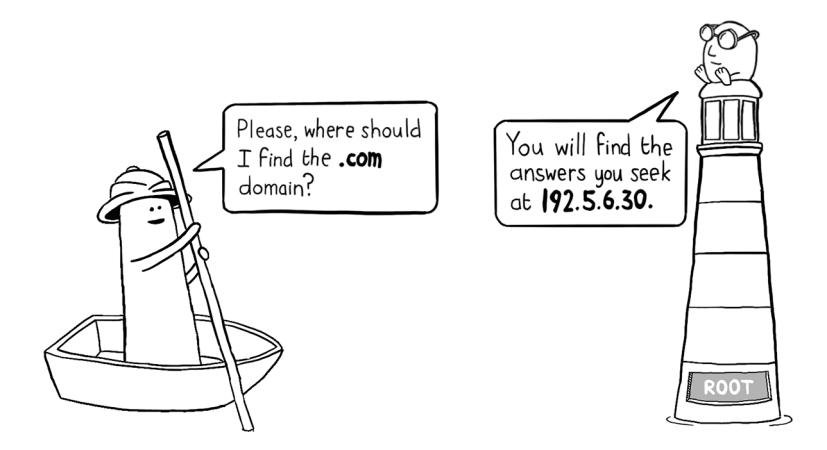 Please, where should
I find the .com
domain?
You will find the
answers you seek
at 192.5.6.30.
ROOT